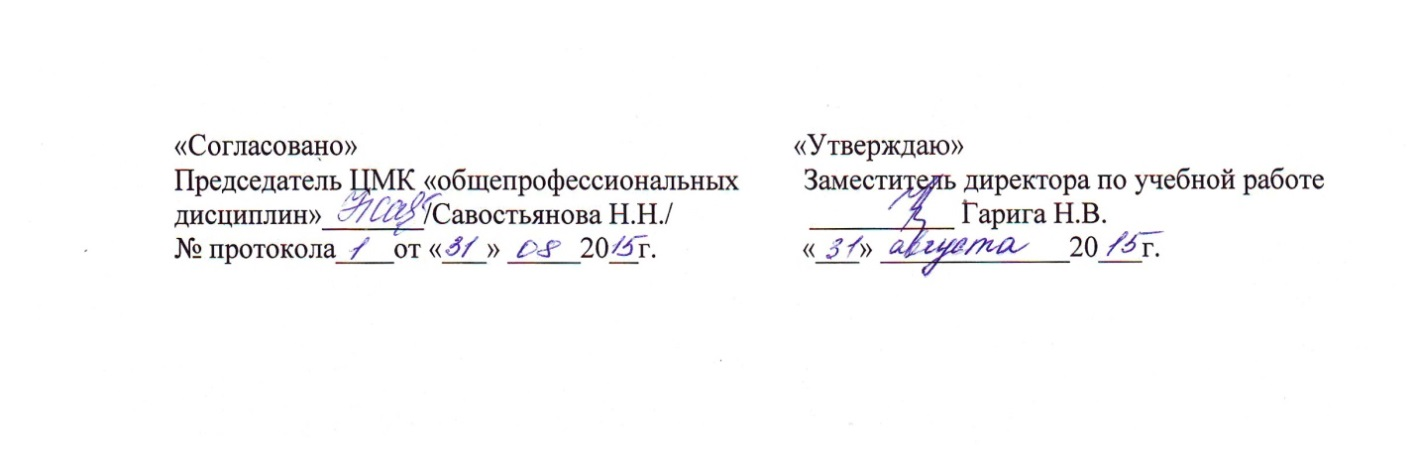 «Согласовано»
Председатель ЦМК «общепрофессиональных
дисциплин» /Савостьянова Н.Н./
№ протокола 1 от «31» 08 2015г.
«Утверждаю»
Заместитель директора по учебной работе
Гарига Н.В.
«31» августа 2015г.